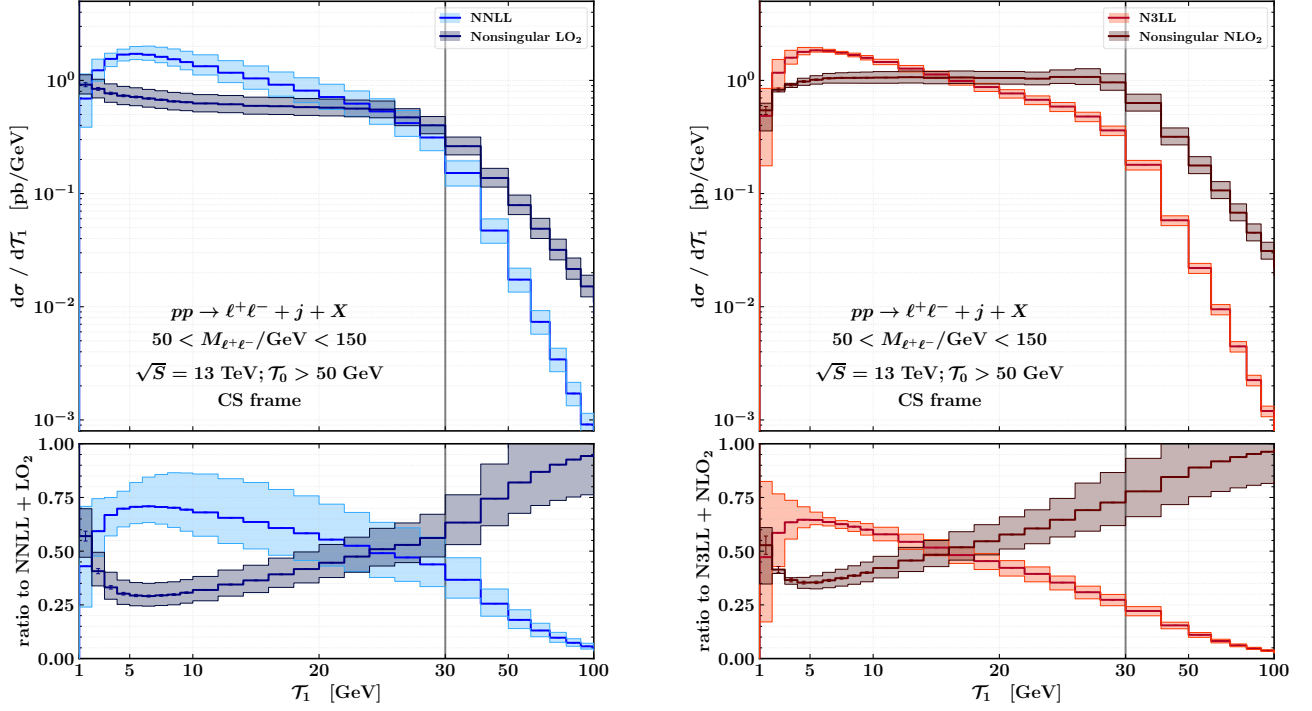 NNLL
Nonsingular LO₂
dσ / d𝒯₁ [pb/GeV]
10⁰
10⁻¹
10⁻²
10⁻³
pp → ℓ⁺ℓ⁻ + j + X
50 < M_ℓ⁺ℓ⁻/GeV < 150
√S = 13 TeV; 𝒯₀ > 50 GeV
CS frame
ratio to NNLL + LO₂
1.00
0.75
0.50
0.25
0.00
1 5 10 20 30 50 100
𝒯₁ [GeV]
N3LL
Nonsingular NLO₂
dσ / d𝒯₁ [pb/GeV]
10⁰
10⁻¹
10⁻²
10⁻³
pp → ℓ⁺ℓ⁻ + j + X
50 < M_ℓ⁺ℓ⁻/GeV < 150
√S = 13 TeV; 𝒯₀ > 50 GeV
CS frame
ratio to N3LL + NLO₂
1.00
0.75
0.50
0.25
0.00
1 5 10 20 30 50 100
𝒯₁ [GeV]